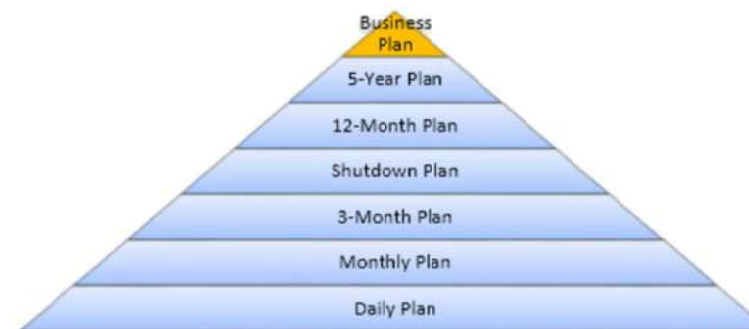 Business
Plan
5-Year Plan
12-Month Plan
Shutdown Plan
3-Month Plan
Monthly Plan
Daily Plan